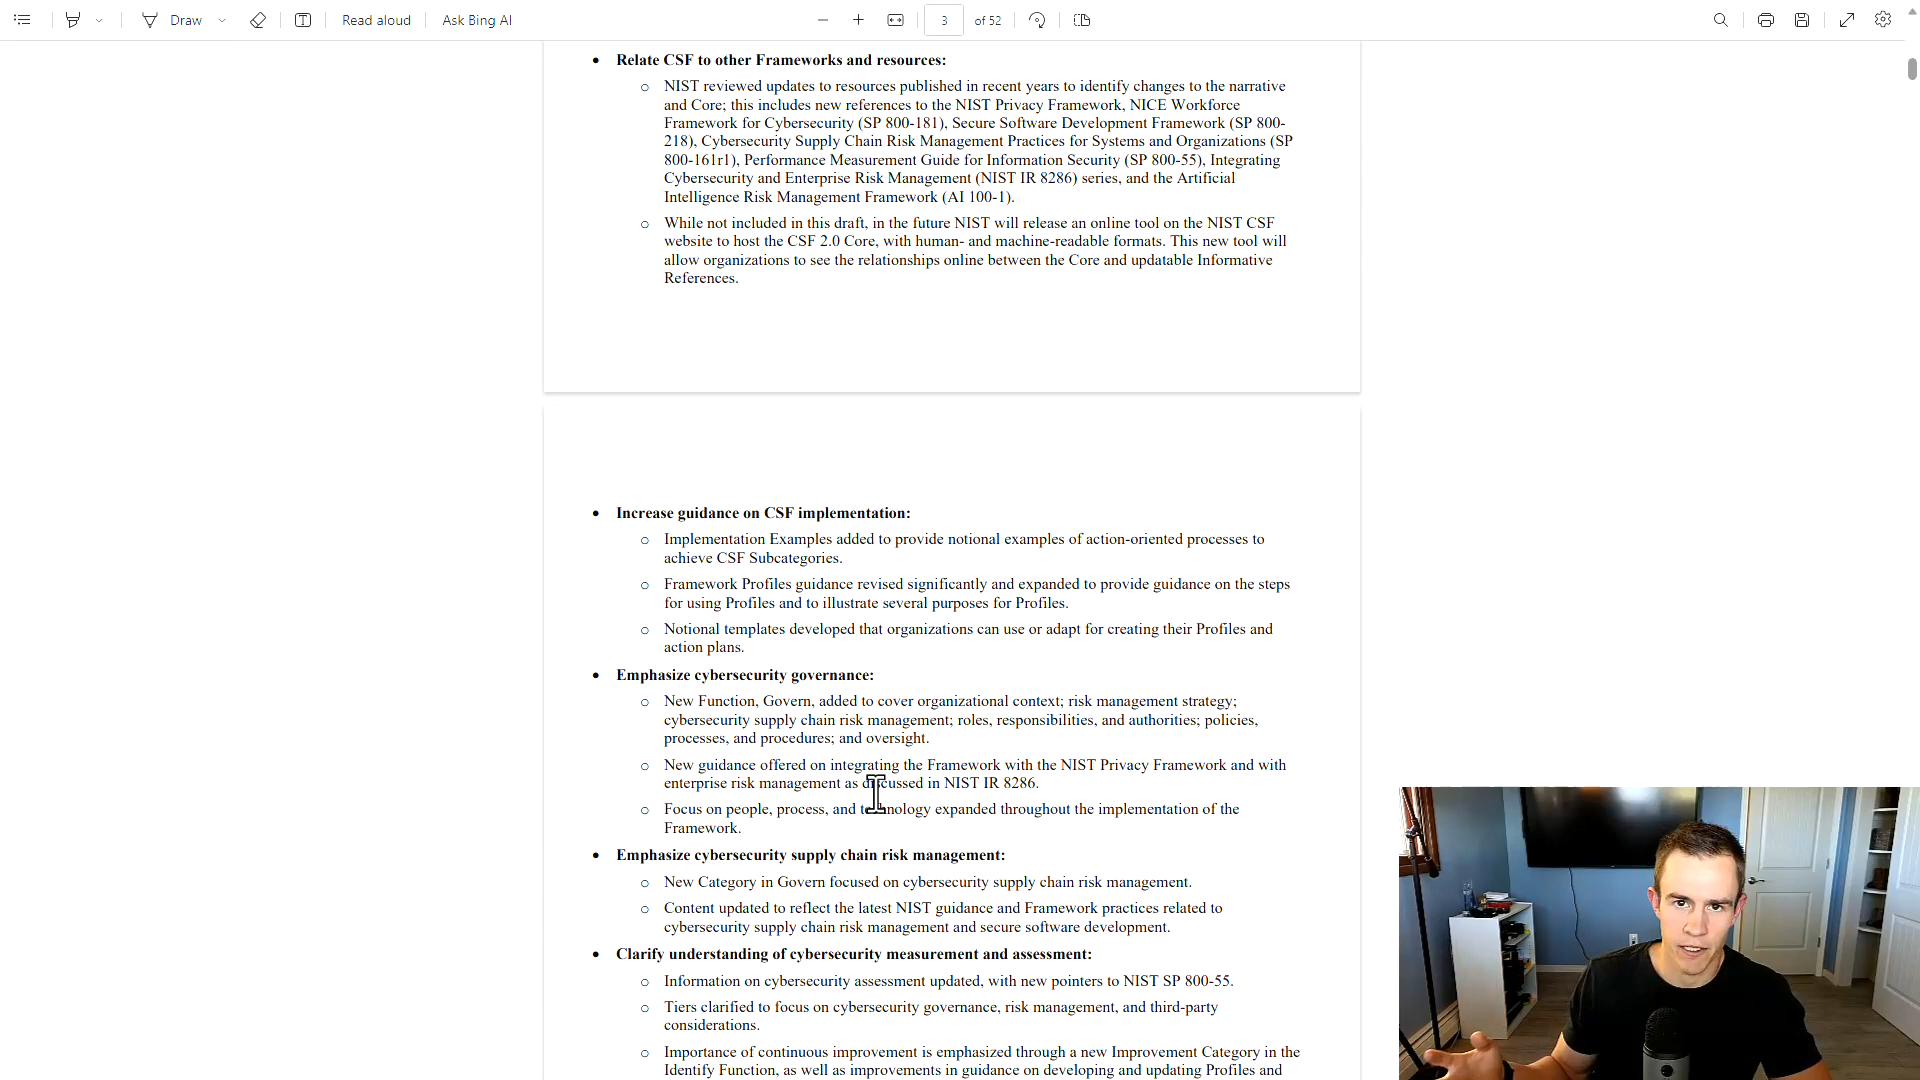 Draw
Read aloud
Ask Bing AI
3
of 52
• Relate CSF to other Frameworks and resources:
o NIST reviewed updates to resources published in recent years to identify changes to the narrative
and Core; this includes new references to the NIST Privacy Framework, NICE Workforce
Framework for Cybersecurity (SP 800-181), Secure Software Development Framework (SP 800-
218), Cybersecurity Supply Chain Risk Management Practices for Systems and Organizations (SP
800-161r1), Performance Measurement Guide for Information Security (SP 800-55), Integrating
Cybersecurity and Enterprise Risk Management (NIST IR 8286) series, and the Artificial
Intelligence Risk Management Framework (AI 100-1).
o While not included in this draft, in the future NIST will release an online tool on the NIST CSF
website to host the CSF 2.0 Core, with human- and machine-readable formats. This new tool will
allow organizations to see the relationships online between the Core and updatable Informative
References.
• Increase guidance on CSF implementation:
o Implementation Examples added to provide notional examples of action-oriented processes to
achieve CSF Subcategories.
o Framework Profiles guidance revised significantly and expanded to provide guidance on the steps
for using Profiles and to illustrate several purposes for Profiles.
o Notional templates developed that organizations can use or adapt for creating their Profiles and
action plans.
• Emphasize cybersecurity governance:
o New Function, Govern, added to cover organizational context; risk management strategy;
cybersecurity supply chain risk management; roles, responsibilities, and authorities; policies,
processes, and procedures; and oversight.
o New guidance offered on integrating the Framework with the NIST Privacy Framework and with
enterprise risk management as discussed in NIST IR 8286.
o Focus on people, process, and technology expanded throughout the implementation of the
Framework.
• Emphasize cybersecurity supply chain risk management:
o New Category in Govern focused on cybersecurity supply chain risk management.
o Content updated to reflect the latest NIST guidance and Framework practices related to
cybersecurity supply chain risk management and secure software development.
• Clarify understanding of cybersecurity measurement and assessment:
o Information on cybersecurity assessment updated, with new pointers to NIST SP 800-55.
o Tiers clarified to focus on cybersecurity governance, risk management, and third-party
considerations.
o Importance of continuous improvement is emphasized through a new Improvement Category in the
Identify Function, as well as improvements in guidance on developing and updating Profiles and